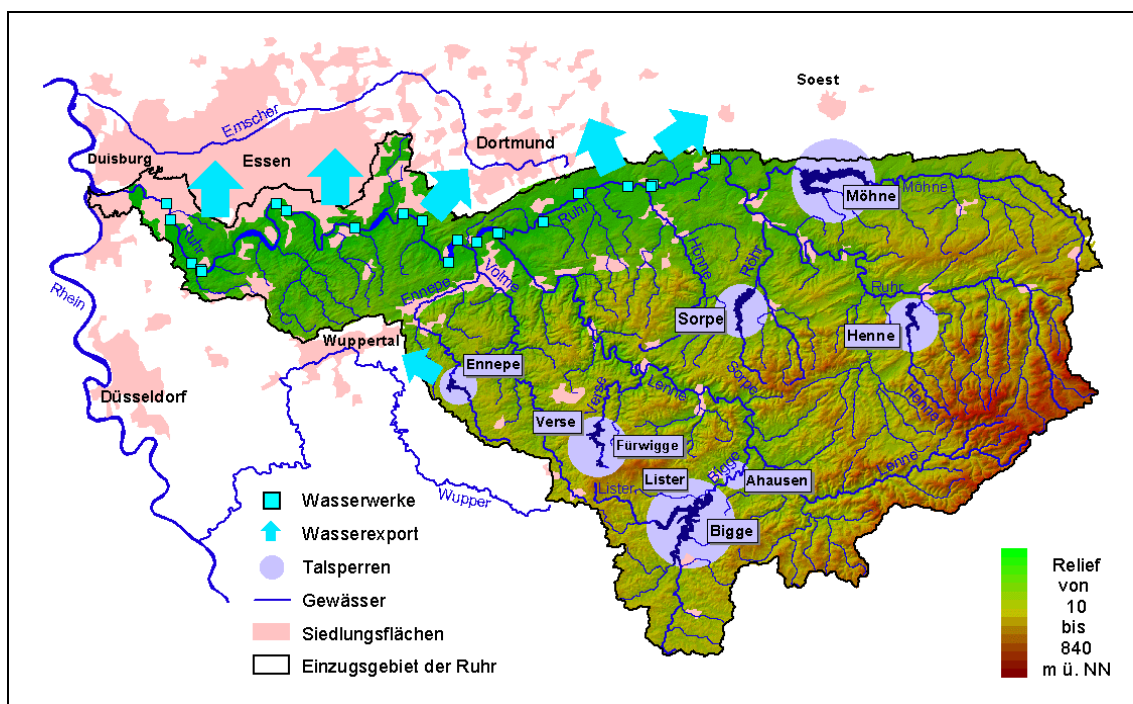 Soest
Emscher
Dortmund
Duisburg
Essen
Möhne
Möhne
Ruhr
Ruhr
Hönne
Röhr
Volme
Ennepe
Rhein
Ruhr
Sorpe
Henne
Wuppertal
Ennepe
Düsseldorf
Sorpe
Henne
Verse
Lenne
Verse
Fürwigge
Lister
Bigge
Ahausen
Lenne
Lister
Wupper
Bigge
Wasserwerke
Wasserexport
Talsperren
Gewässer
Siedlungsflächen
Einzugsgebiet der Ruhr
Relief
von
10
bis
840
m ü. NN